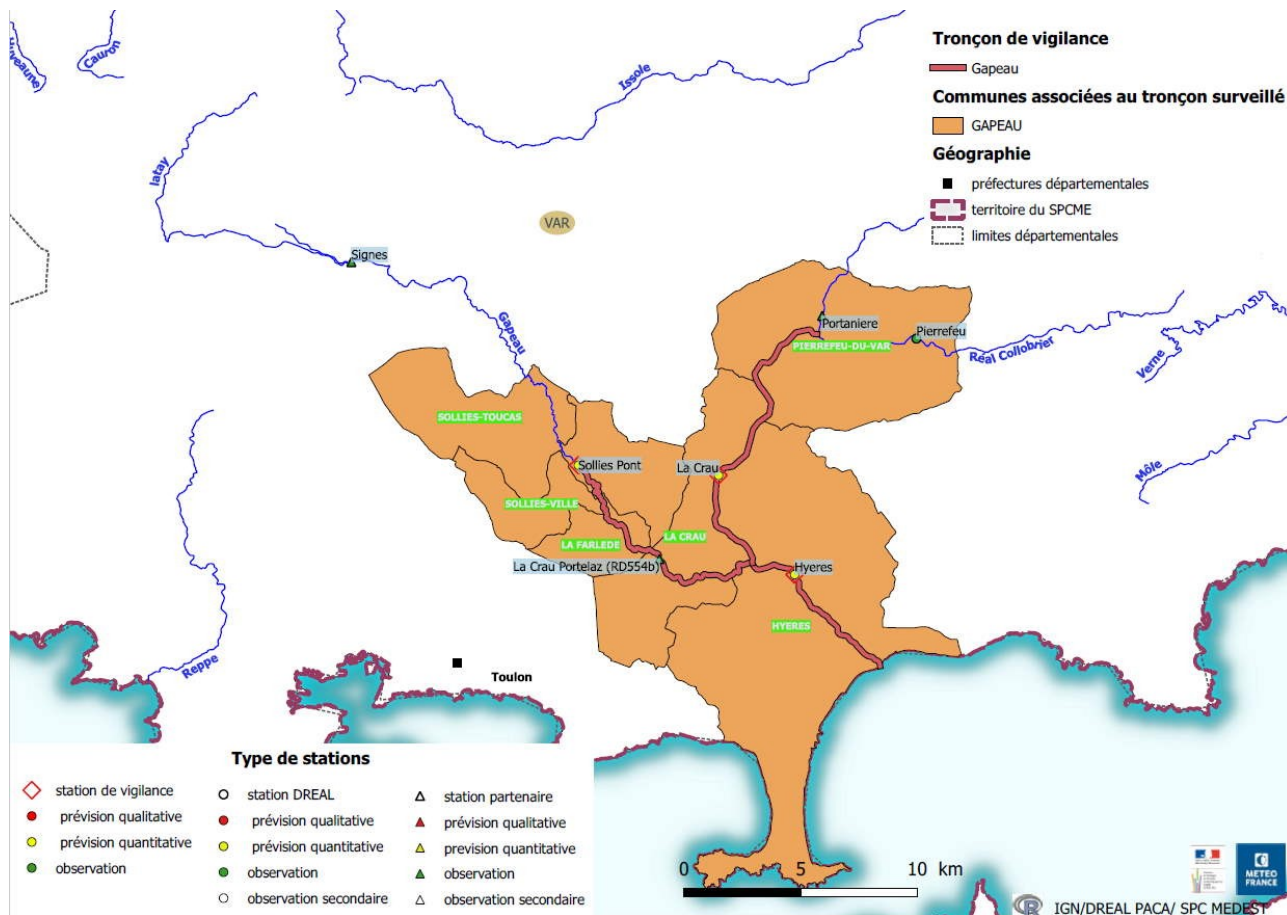 Tronçon de vigilance
Gapeau
Communes associées au tronçon surveillé
GAPEAU
Géographie
préfectures départementales
territoire du SPCME
limites départementales
Huveaune
Cauron
Issole
latay
VAR
Signes
Gapeau
Portaniere
Pierrefeu
PIERREFEU-DU-VAR
Réal Collobrier
Verne
SOLLIES-TOUCAS
Sollies Pont
La Crau
Môle
SOLLIES-VILLE
LA FARLEDE
LA CRAU
La Crau Portelaz (RD554b)
Hyeres
HYERES
Reppe
Toulon
Type de stations
station de vigilance
prévision qualitative
prévision quantitative
observation
station DREAL
prévision qualitative
prévision quantitative
observation
observation secondaire
station partenaire
prévision qualitative
prévision quantitative
observation
observation secondaire
0 5 10 km
METEO
FRANCE
IGN/DREAL PACA/ SPC MEDEST